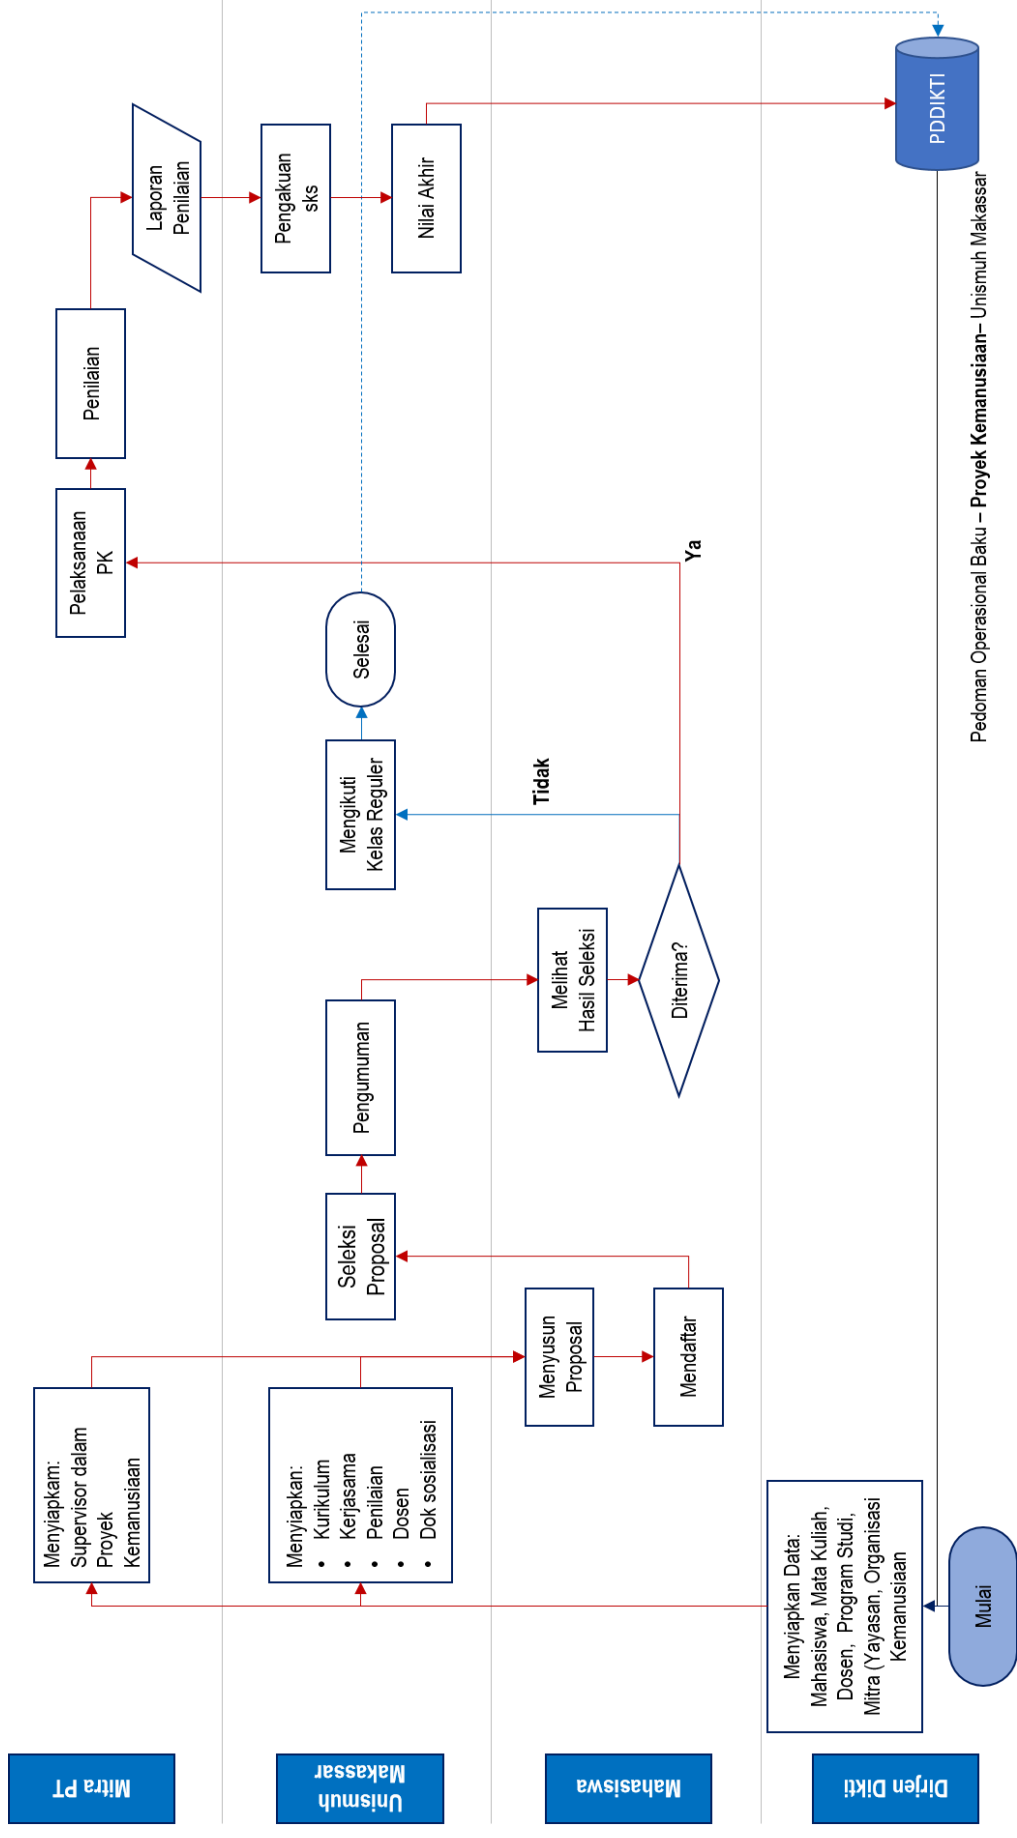 Mitra PT
Menyiapkam:
Supervisor dalam
Proyek
Kemanusiaan
Pelaksanaan
PK
Penilaian
Laporan
Penilaian
Unismuh
Makassar
Menyiapkan:
• Kurikulum
• Kerjasama
• Penilaian
• Dosen
• Dok sosialisasi
Seleksi
Proposal
Pengumuman
Mengikuti
Kelas Reguler
Selesai
Pengakuan
sks
Mahasiswa
Menyusun
Proposal
Mendaftar
Melihat
Hasil Seleksi
Diterima?
Tidak
Ya
Nilai Akhir
Dirjen Dikti
Menyiapkan Data:
Mahasiswa, Mata Kuliah,
Dosen, Program Studi,
Mitra (Yayasan, Organisasi
Kemanusiaan
Mulai
PDDIKTI
Pedoman Operasional Baku – Proyek Kemanusiaan– Unismuh Makassar